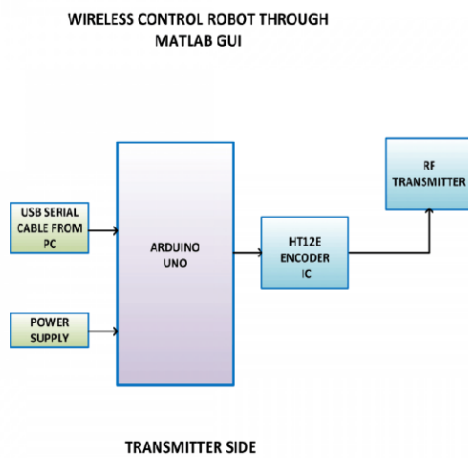 WIRELESS CONTROL ROBOT THROUGH
MATLAB GUI
RF
TRANSMITTER
USB SERIAL
CABLE FROM
PC
ARDUINO
UNO
HT12E
ENCODER
IC
POWER
SUPPLY
TRANSMITTER SIDE